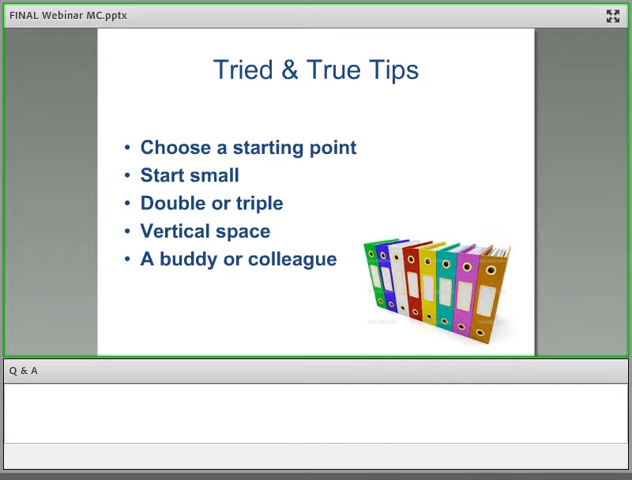 FINAL Webinar MC.pptx
Tried & True Tips
• Choose a starting point
• Start small
• Double or triple
• Vertical space
• A buddy or colleague
Q & A